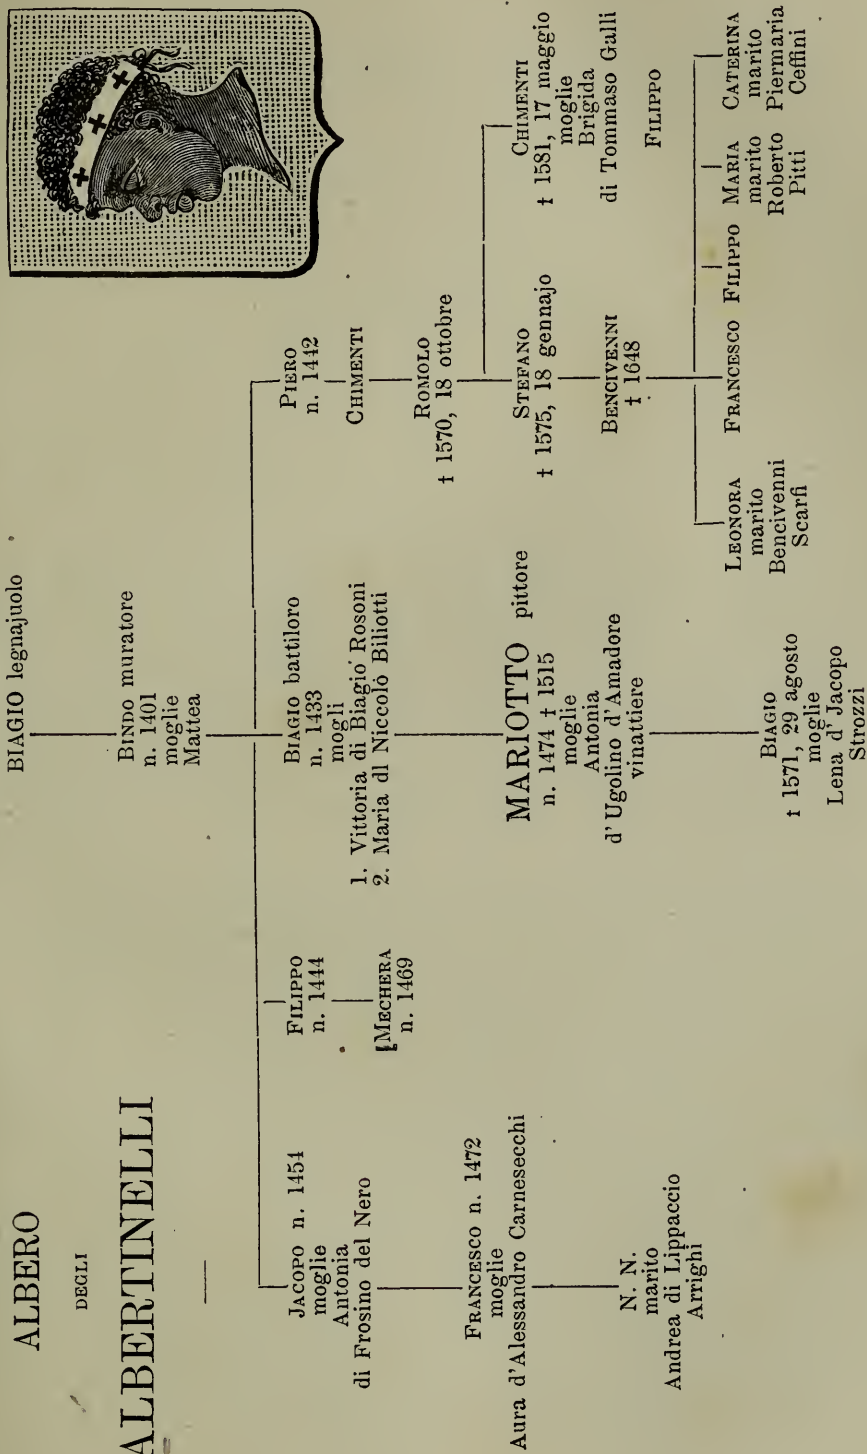 ALBERO
DEGLI
ALBERTINELLI
BIAGIO legnajuolo
BINDO muratore
n. 1401
moglie
Mattea
JACOPO n. 1454
moglie
Antonia
di Frosino del Nero
FILIPPO
n. 1444
BIAGIO battiloro
n. 1433
mogli
1. Vittoria di Biagio Rosoni
2. Maria dl Niccolò Biliotti
PIERO
n. 1442
MECHERA
n. 1469
CHIMENTI
FRANCESCO n. 1472
moglie
Aura d'Alessandro Carnesecchi
ROMOLO
† 1570, 18 ottobre
MARIOTTO pittore
n. 1474 † 1515
moglie
Antonia
d'Ugolino d'Amadore
vinattiere
STEFANO
† 1575, 18 gennajo
CHIMENTI
† 1581, 17 maggio
moglie
Brigida
di Tommaso Galli
N. N.
marito
Andrea di Lippaccio
Arrighi
BENCIVENNI
† 1648
FILIPPO
BIAGIO
† 1571, 29 agosto
moglie
Lena d' Jacopo
Strozzi
LEONORA
marito
Bencivenni
Scarfi
FRANCESCO
FILIPPO
MARIA
marito
Roberto
Pitti
CATERINA
marito
Piermaria
Ceffini